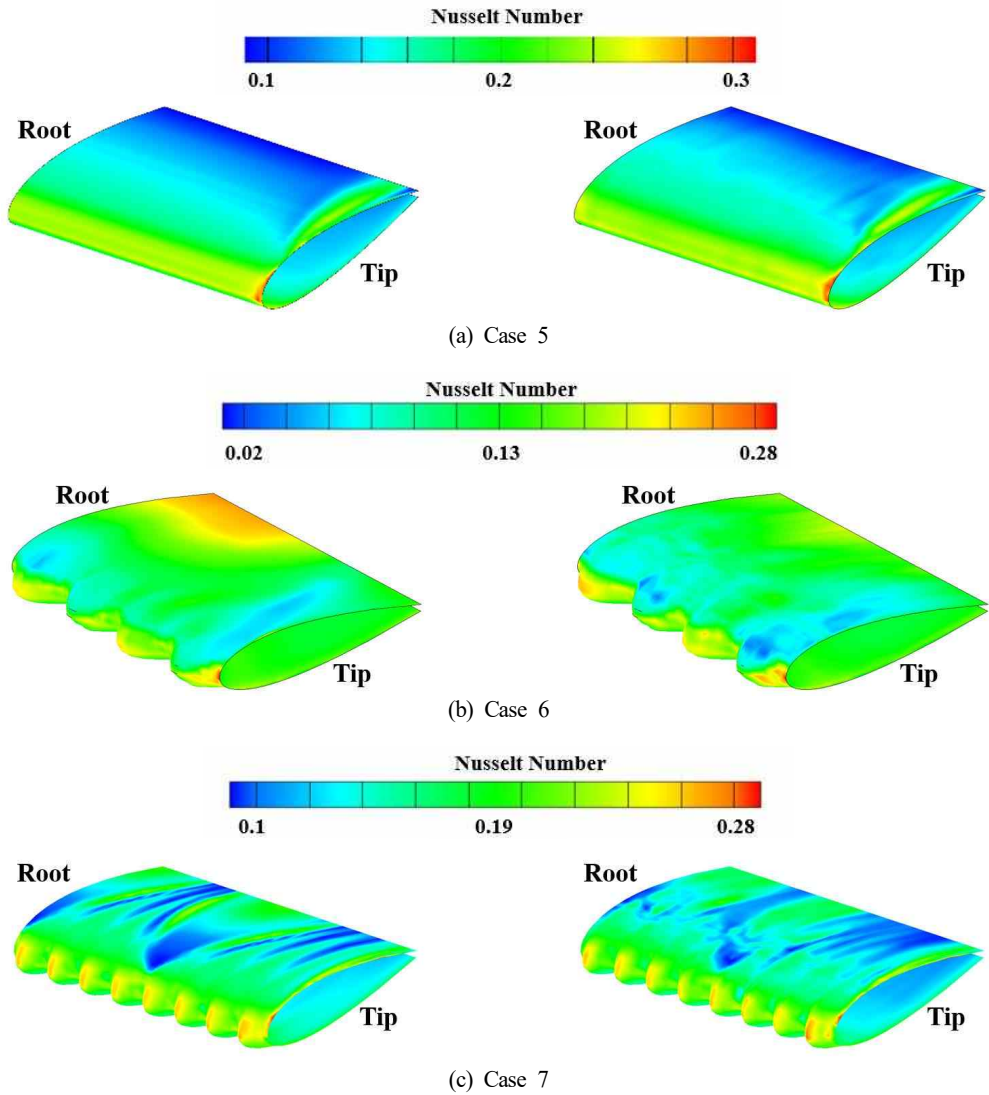 Nusselt Number
0.1 0.2 0.3
Root Root
Tip Tip
(a) Case 5
Nusselt Number
0.02 0.13 0.28
Root Root
Tip Tip
(b) Case 6
Nusselt Number
0.1 0.19 0.28
Root Root
Tip Tip
(c) Case 7